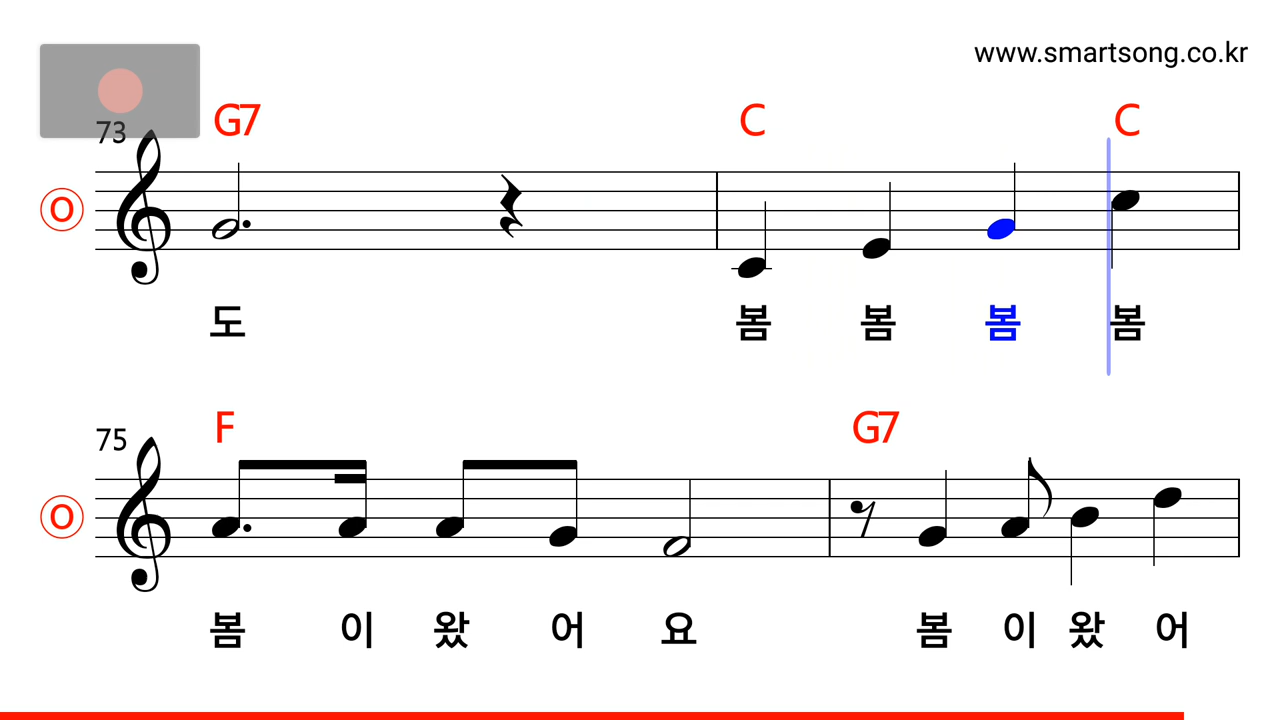 www.smartsong.co.kr
73 G7 C C
O
도 봄 봄 봄 봄
75 F G7
O
봄 이 왔 어 요 봄 이 왔 어